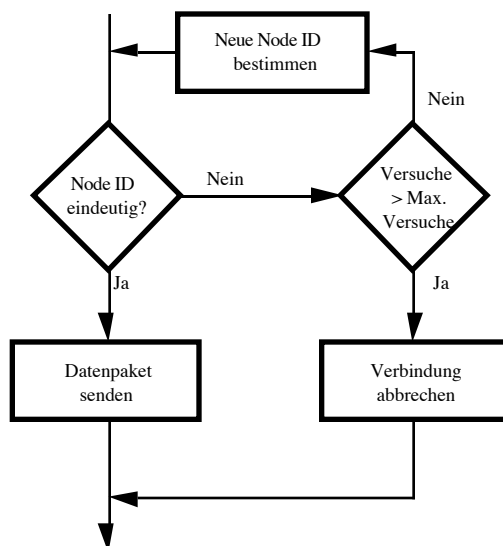 Neue Node ID
bestimmen
Nein
Node ID
eindeutig?
Nein
Versuche
> Max.
Versuche
Ja
Ja
Datenpaket
senden
Verbindung
abbrechen